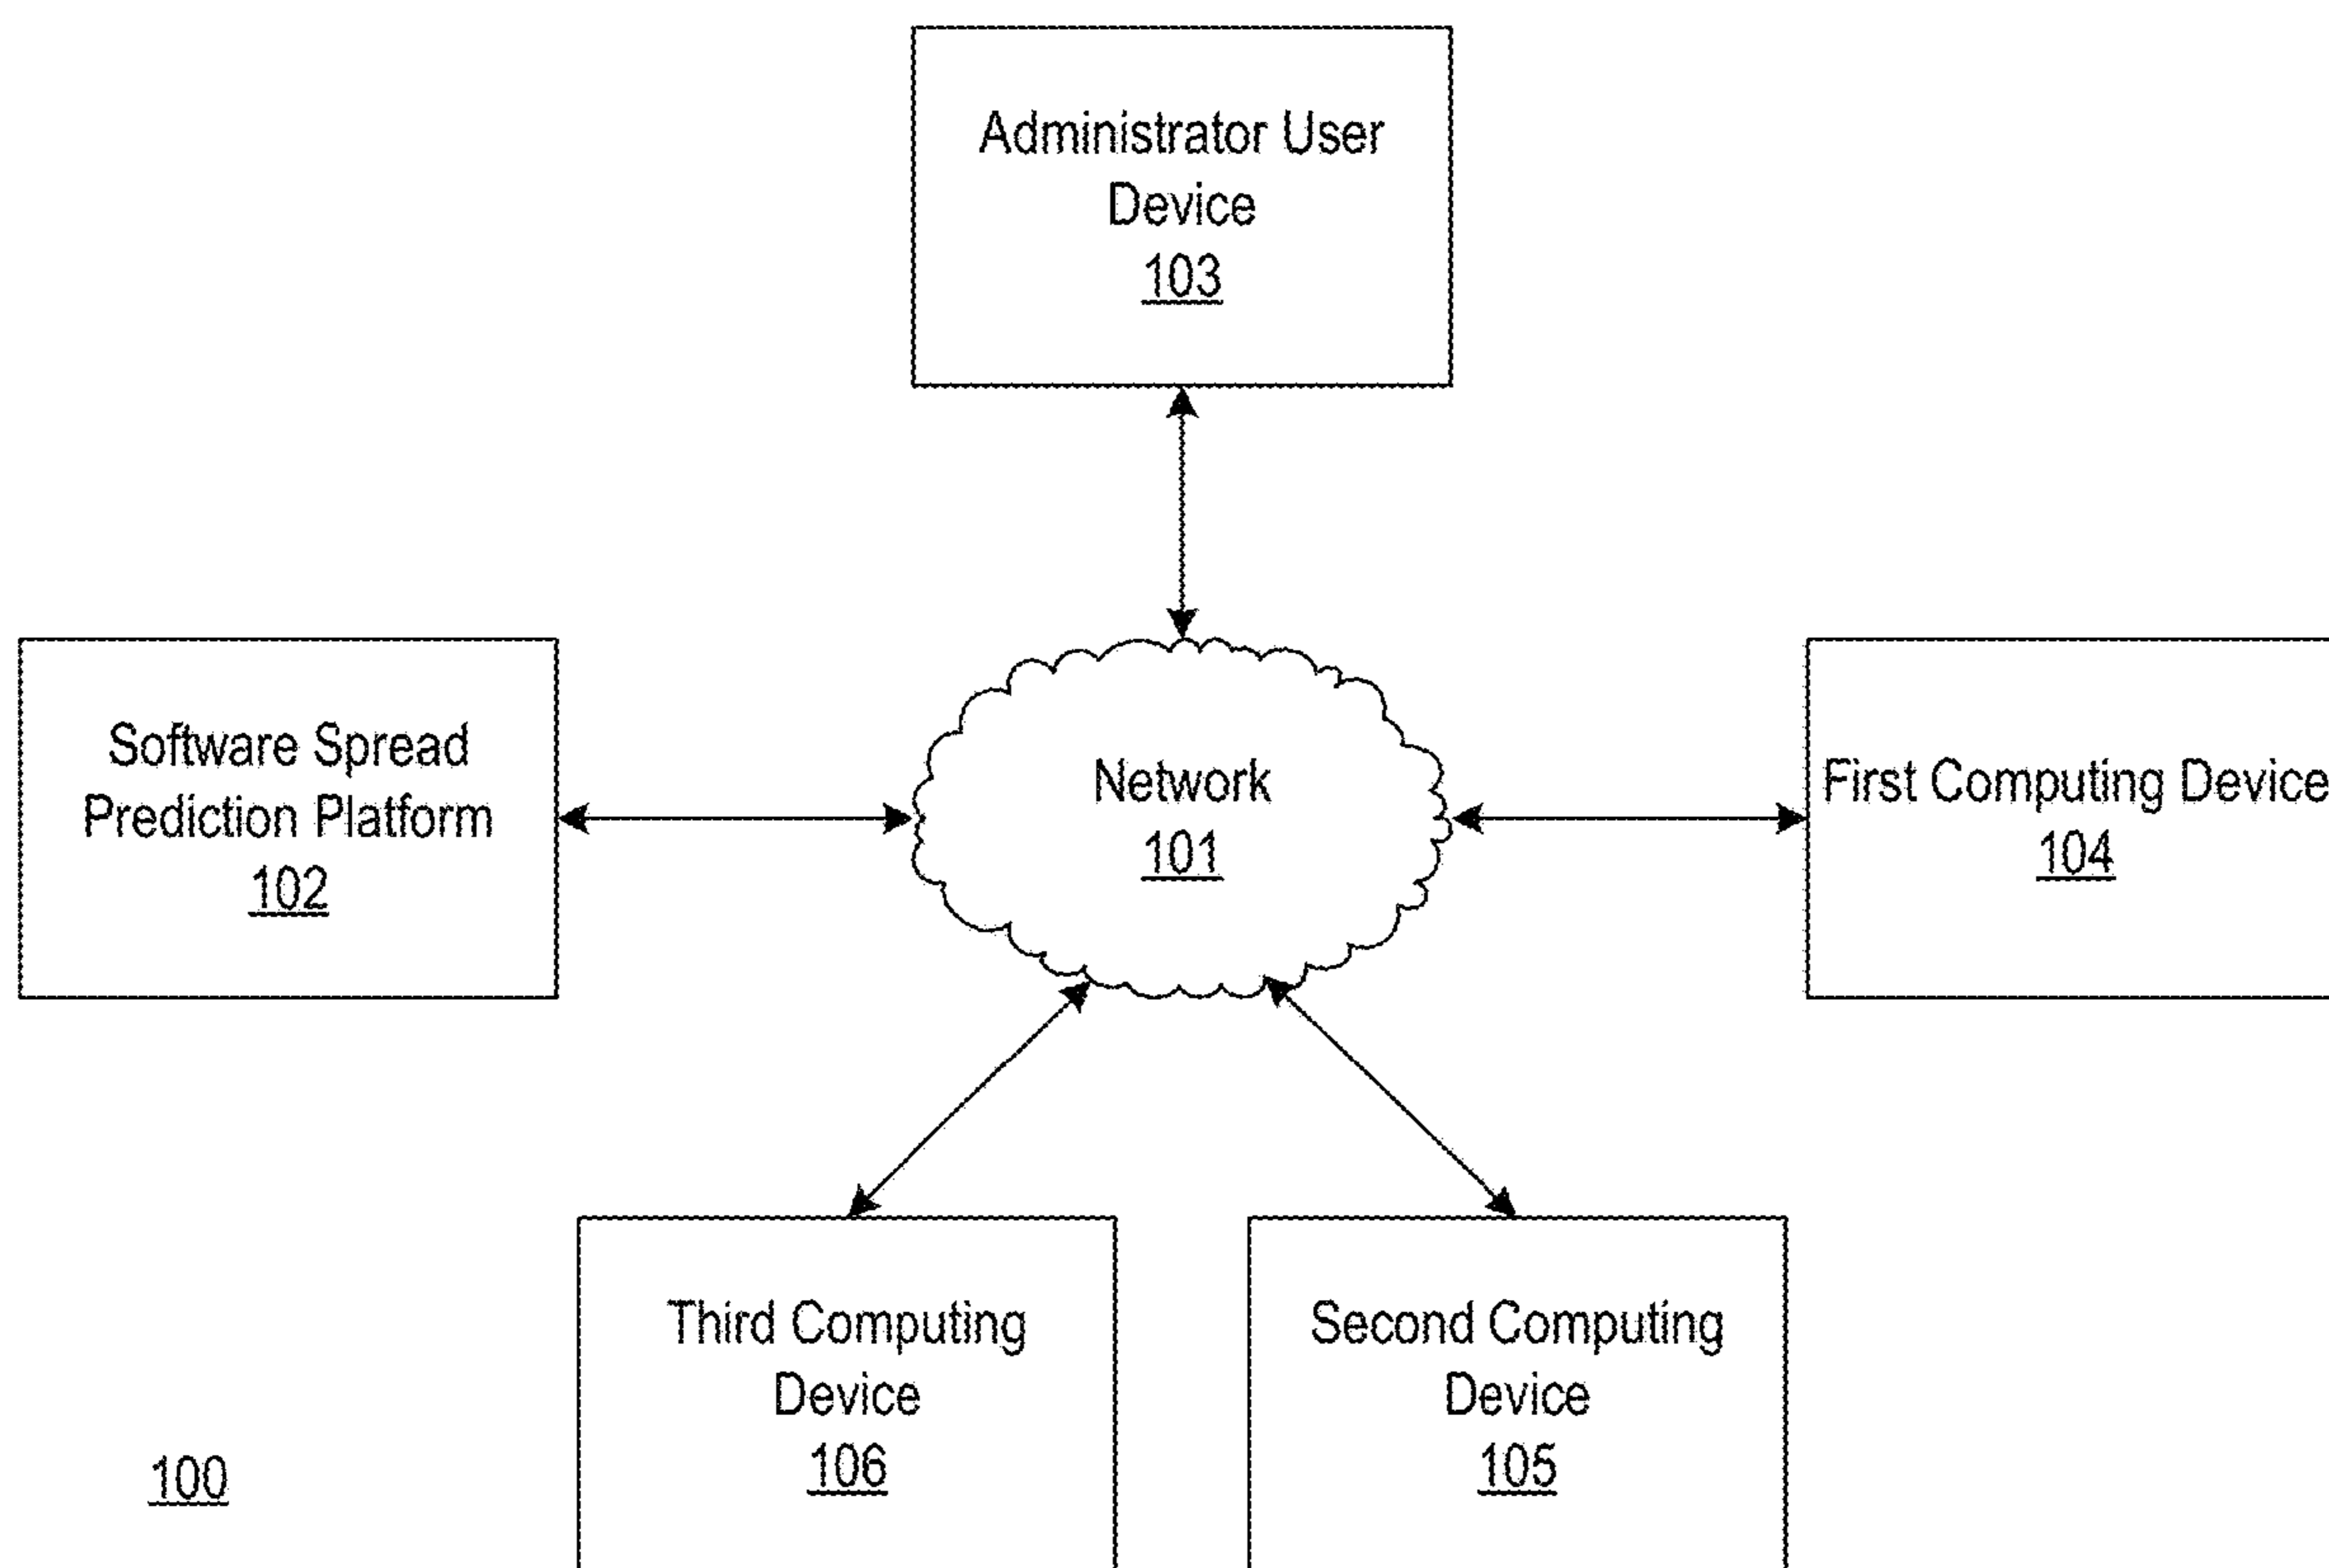 Administrator User
Device
103
Software Spread
Prediction Platform
102
Network
101
First Computing Device
104
Third Computing
Device
106
Second Computing
Device
105
100